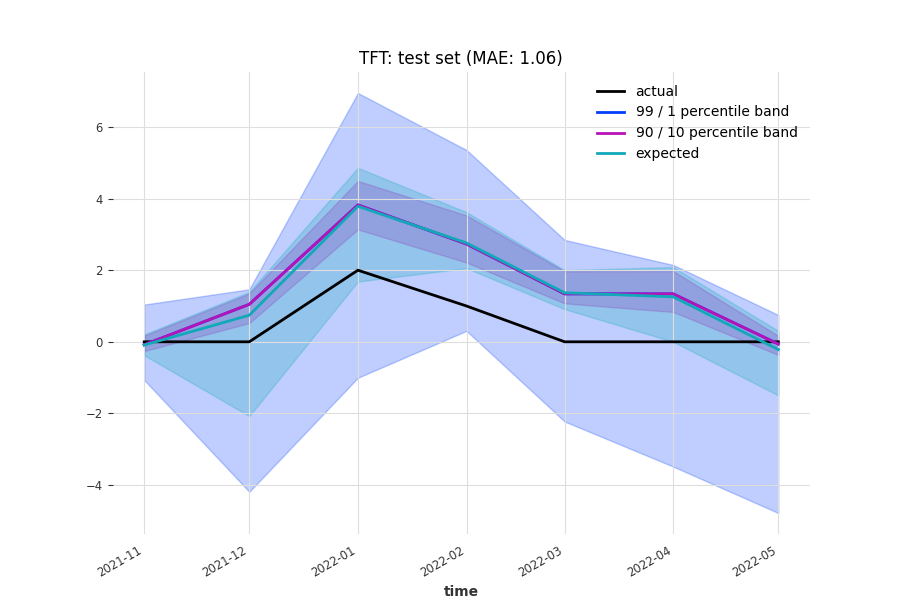 TFT: test set (MAE: 1.06)
actual
99 / 1 percentile band
90 / 10 percentile band
expected
6
4
2
0
−2
−4
2021-11
2021-12
2022-01
2022-02
2022-03
2022-04
2022-05
time